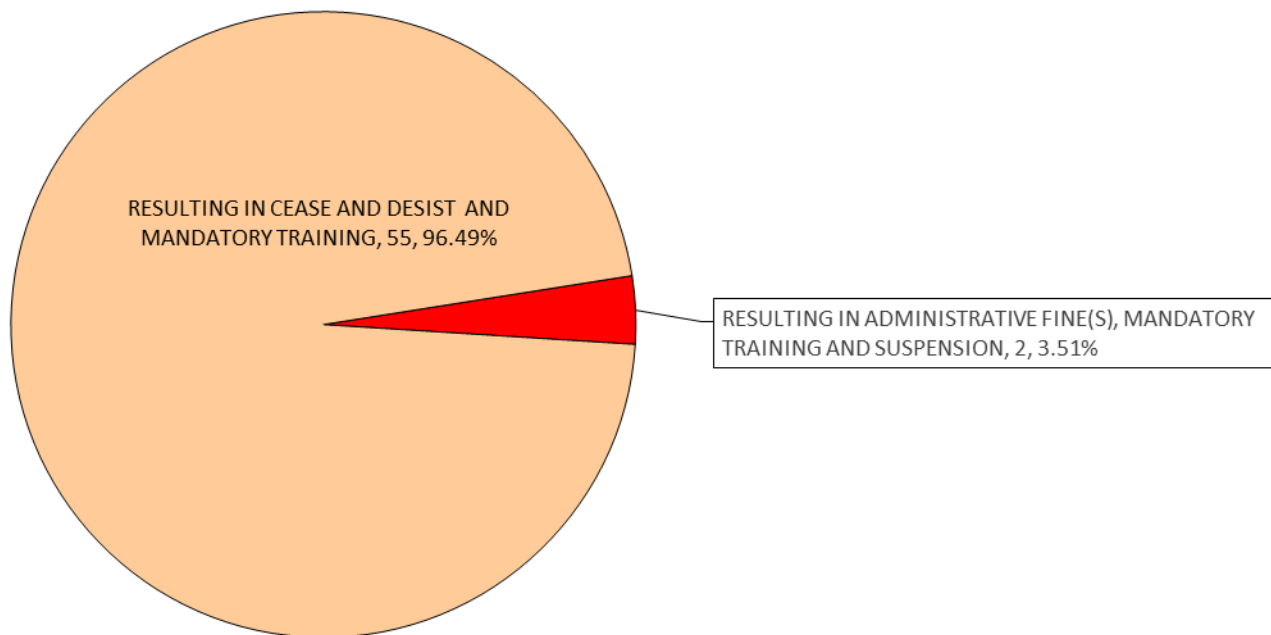 RESULTING IN CEASE AND DESIST  AND
MANDATORY TRAINING, 55, 96.49%
RESULTING IN ADMINISTRATIVE FINE(S), MANDATORY
TRAINING AND SUSPENSION, 2, 3.51%